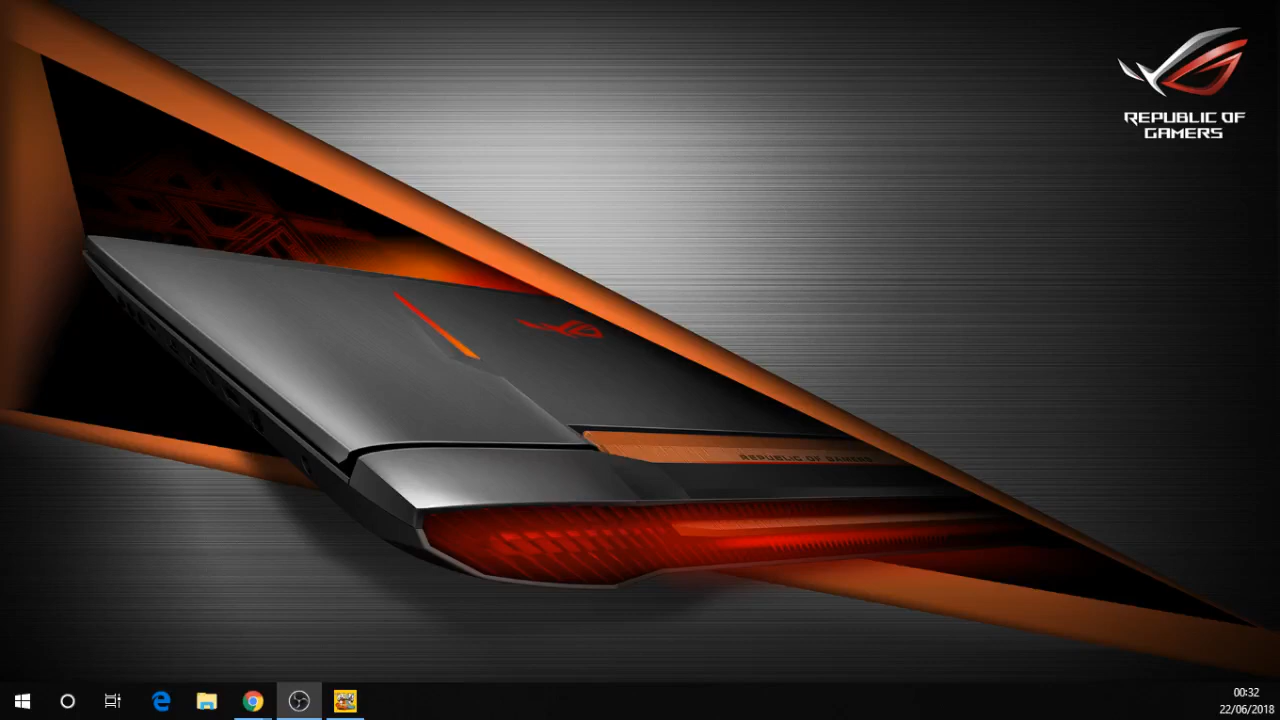 REPUBLIC OF
GAMERS
REPUBLIC OF GAMERS
00:32
22/06/2018